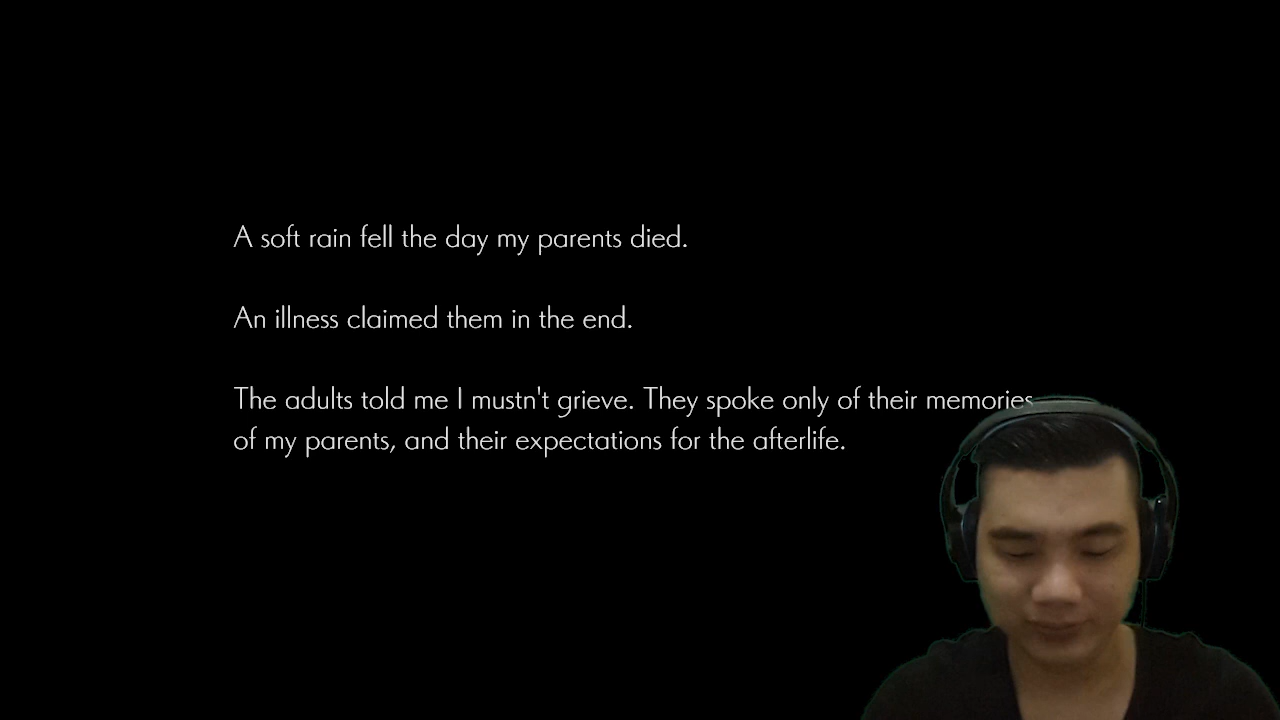 A soft rain fell the day my parents died.
An illness claimed them in the end.
The adults told me I mustn't grieve. They spoke only of their memories
of my parents, and their expectations for the afterlife.